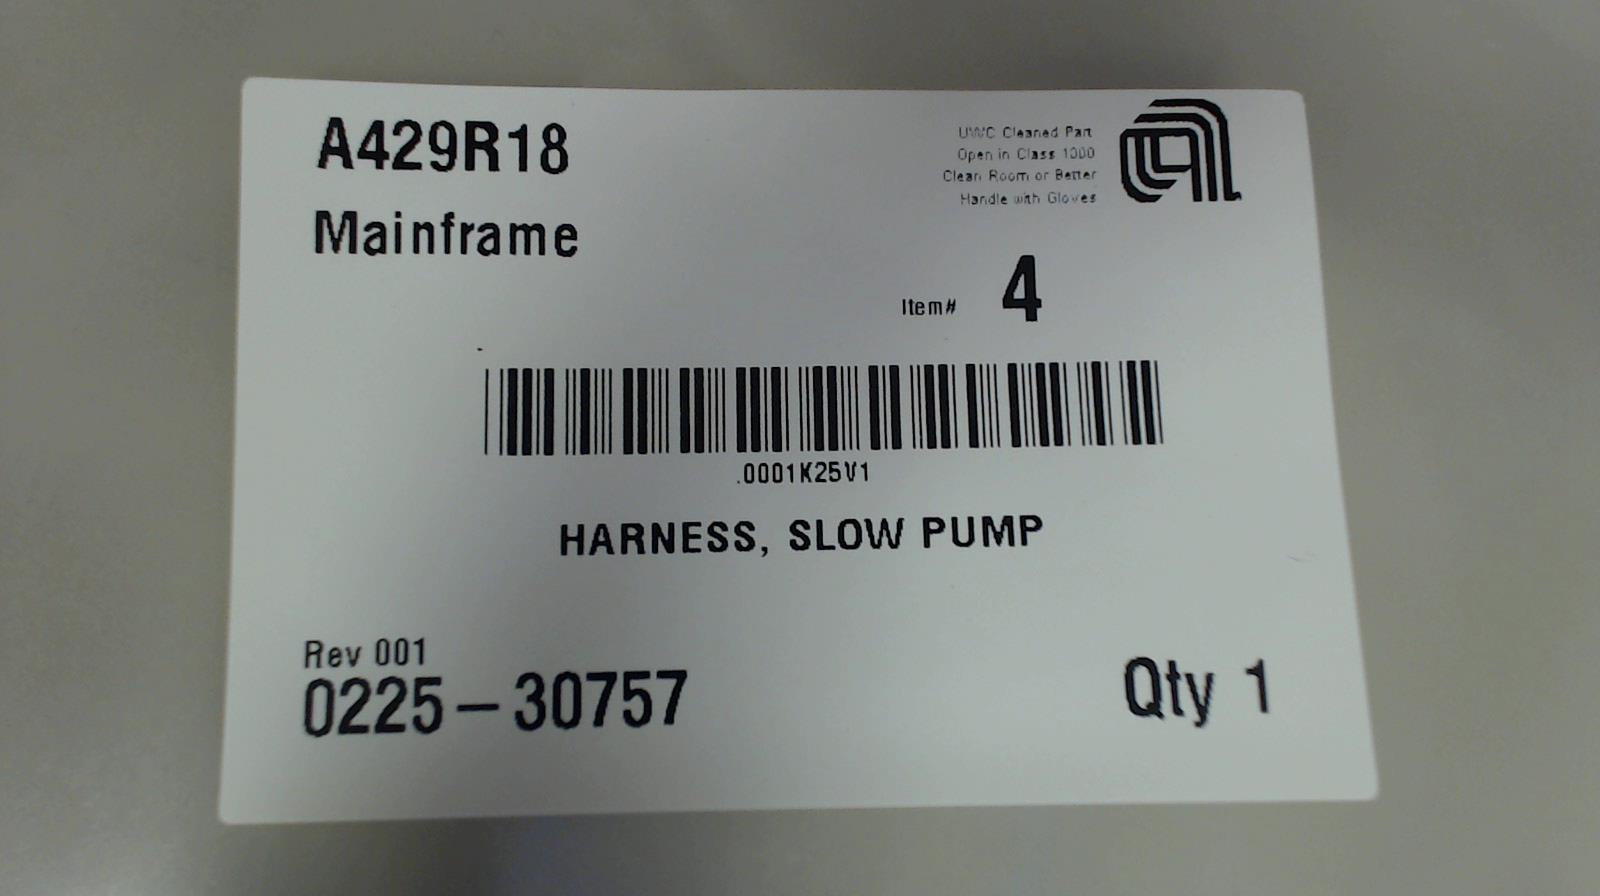 A429R18
UWC Cleaned Part
Open in Class 1000
Clean Room or Better
Handle with Gloves
Mainframe
Item# 4
.0001K25V1
HARNESS, SLOW PUMP
Rev 001
0225-30757
Qty 1